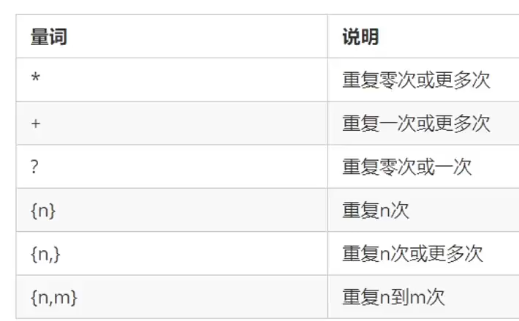 量词 说明
* 重复零次或更多次
+ 重复一次或更多次
? 重复零次或一次
{n} 重复n次
{n,} 重复n次或更多次
{n,m} 重复n到m次